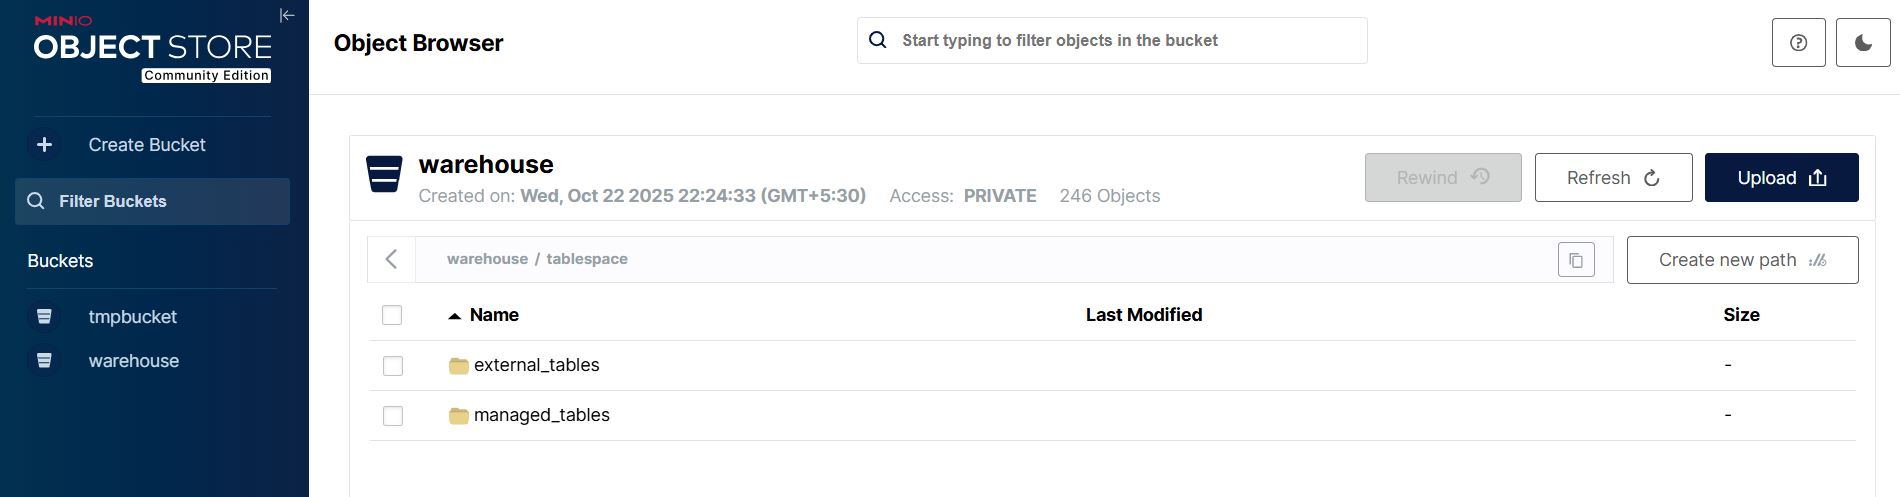 MINIO
OBJECT STORE
Community Edition
Create Bucket
Filter Buckets
Buckets
tmpbucket
warehouse
Object Browser
Start typing to filter objects in the bucket
warehouse
Created on: Wed, Oct 22 2025 22:24:33 (GMT+5:30) Access: PRIVATE 246 Objects
Rewind
Refresh
Upload
warehouse / tablespace
Create new path
Name Last Modified Size
external_tables -
managed_tables -